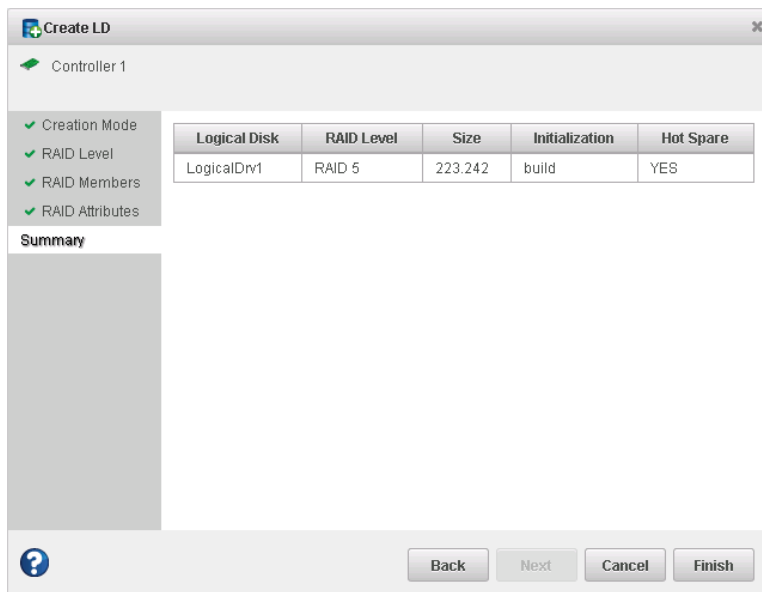 Create LD
Controller 1
Creation Mode
RAID Level
RAID Members
RAID Attributes
Summary
Logical Disk RAID Level Size Initialization Hot Spare
LogicalDrv1 RAID 5 223.242 build YES
? Back Next Cancel Finish